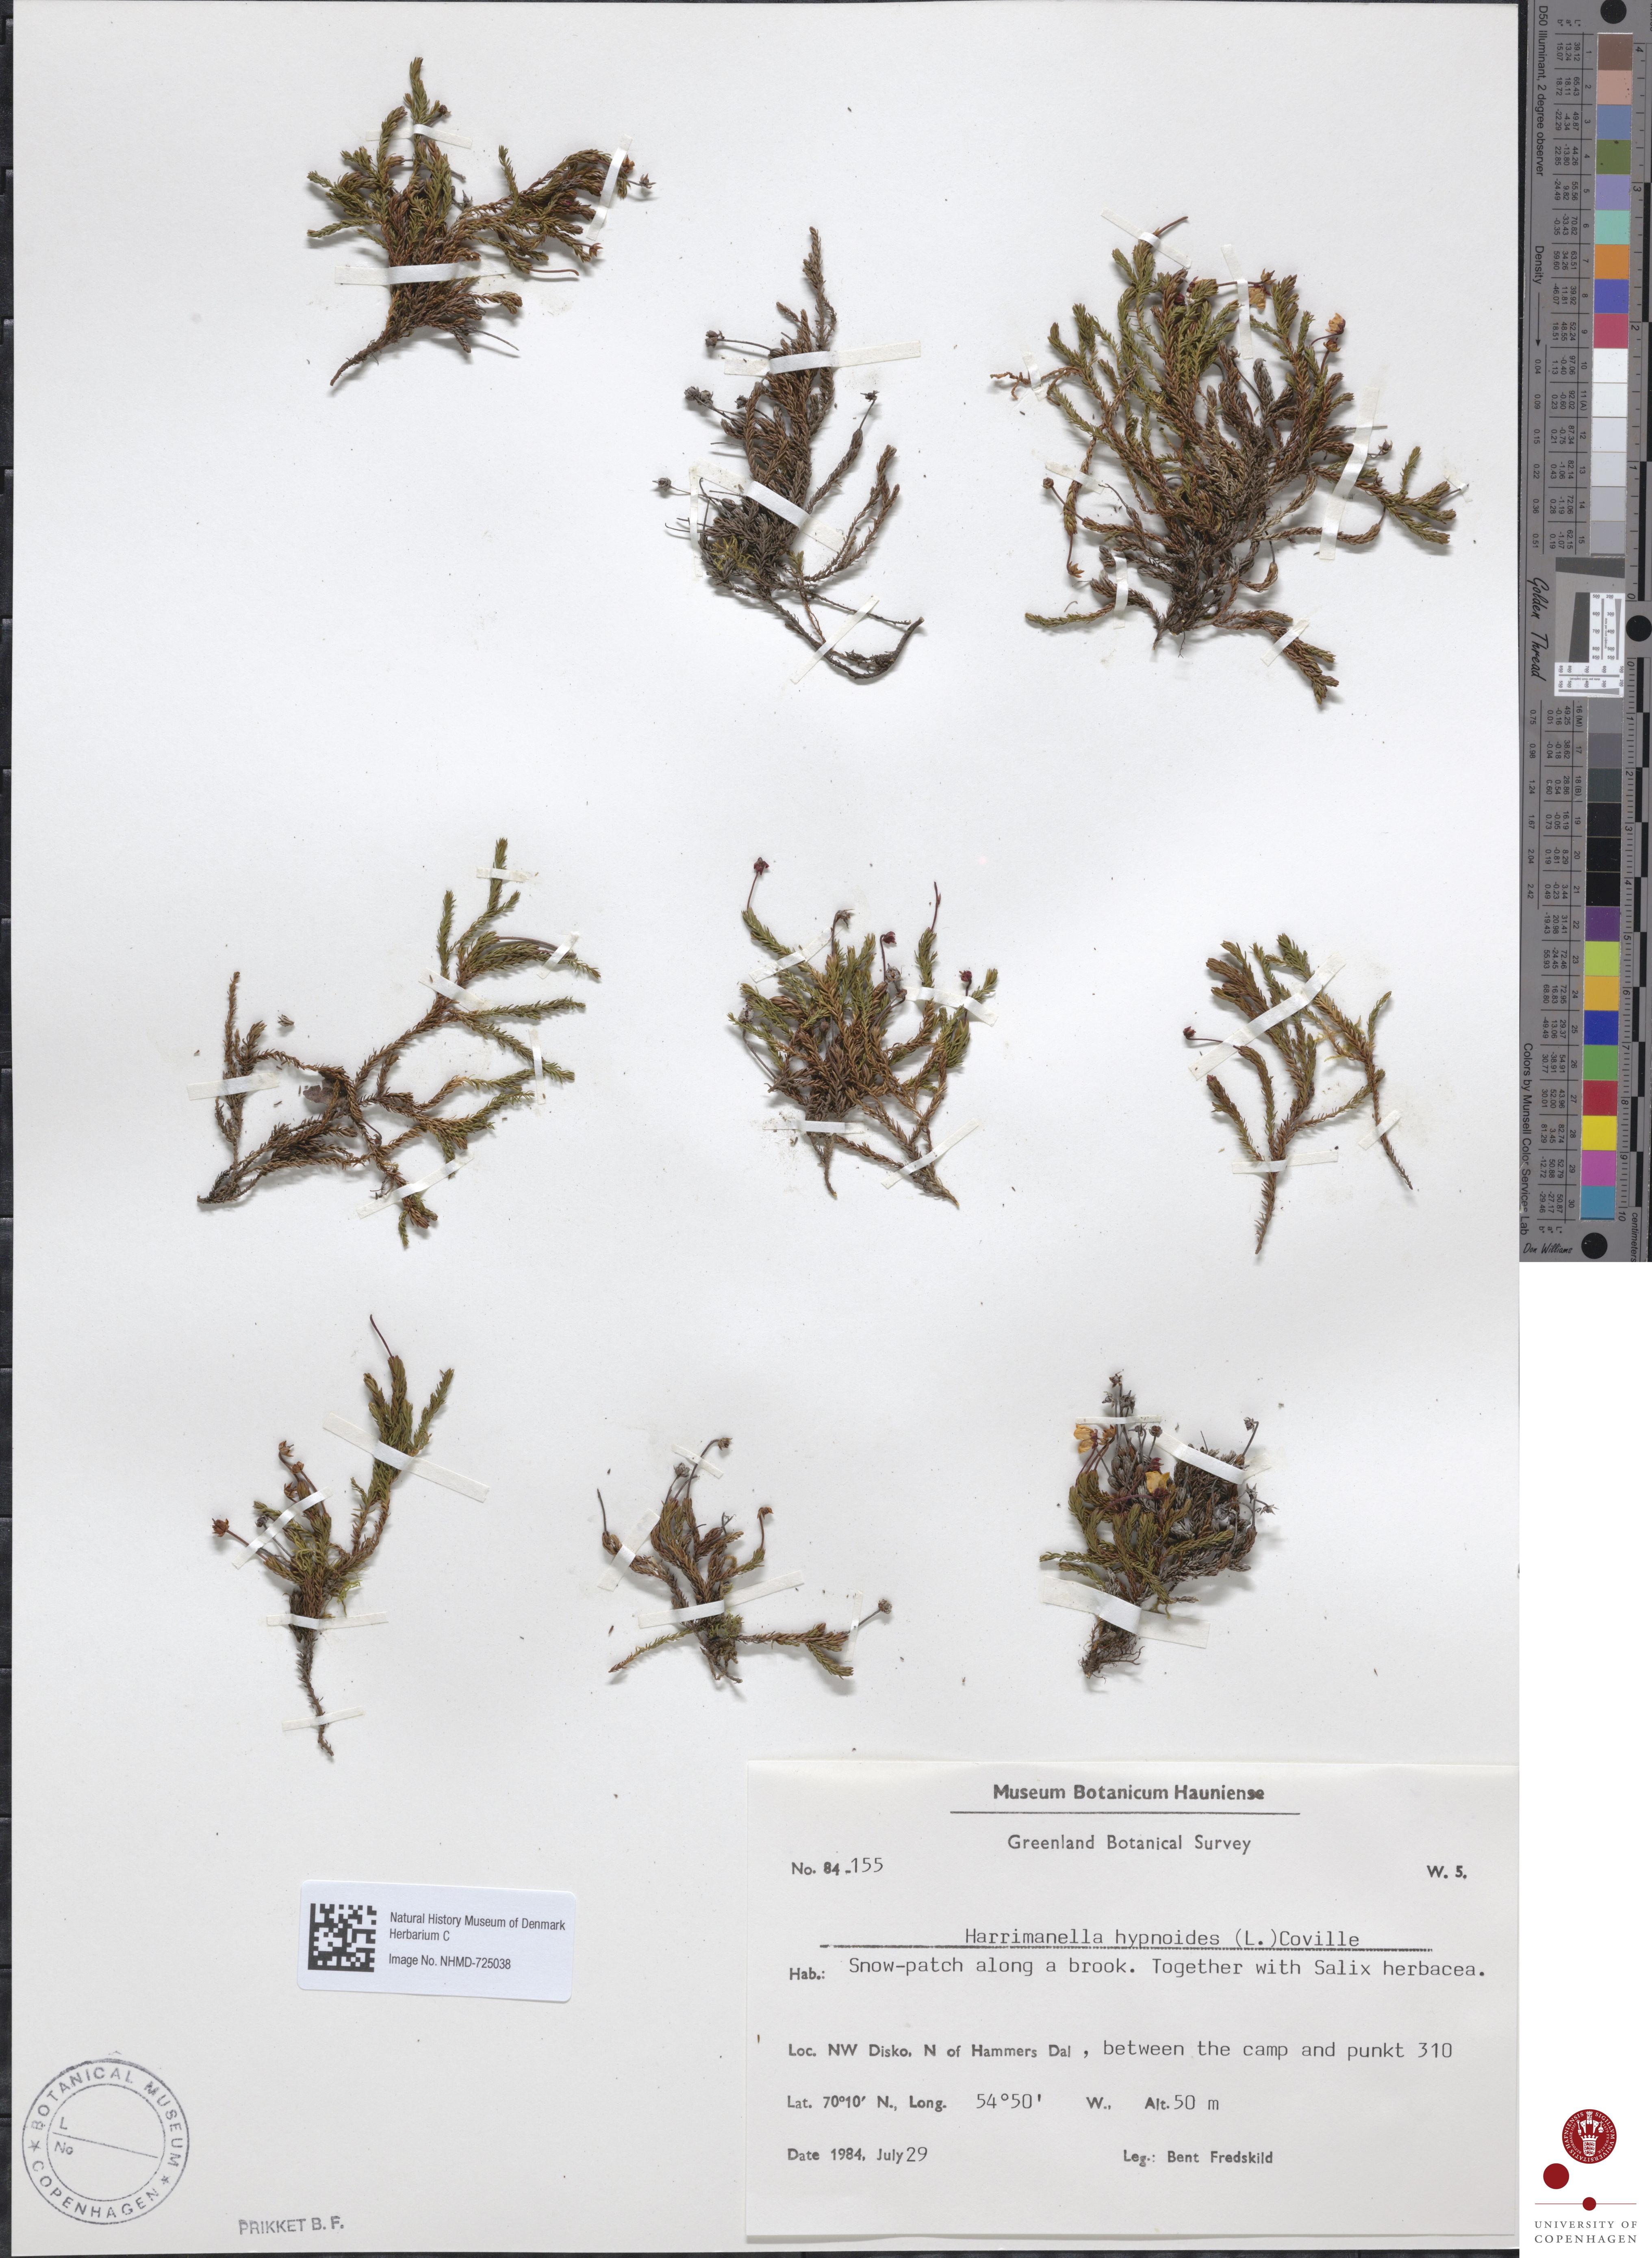 Museum Botanicum Hauniense
Greenland Botanical Survey
No. 84-155
W. 5.
Harrimanella hypnoides (L.)Coville
Hab.: Snow-patch along a brook. Together with Salix herbacea.
Loc. NW Disko. N of Hammers Dal , between the camp and punkt 310
Lat. 70°10' N., Long. 54°50' W., Alt. 50 m
Date 1984, July 29
Leg.: Bent Fredskild
Natural History Museum of Denmark
Herbarium C
Image No. NHMD-725038
BOTANICAL MUSEUM
COPENHAGEN
L
No
PRIKKET B. F.
D50 Illuminant, 2 degree observer
Density
Golden Thread
Colors by Munsell Color Services Lab
Don Williams
centimeters
UNIVERSITY OF
COPENHAGEN